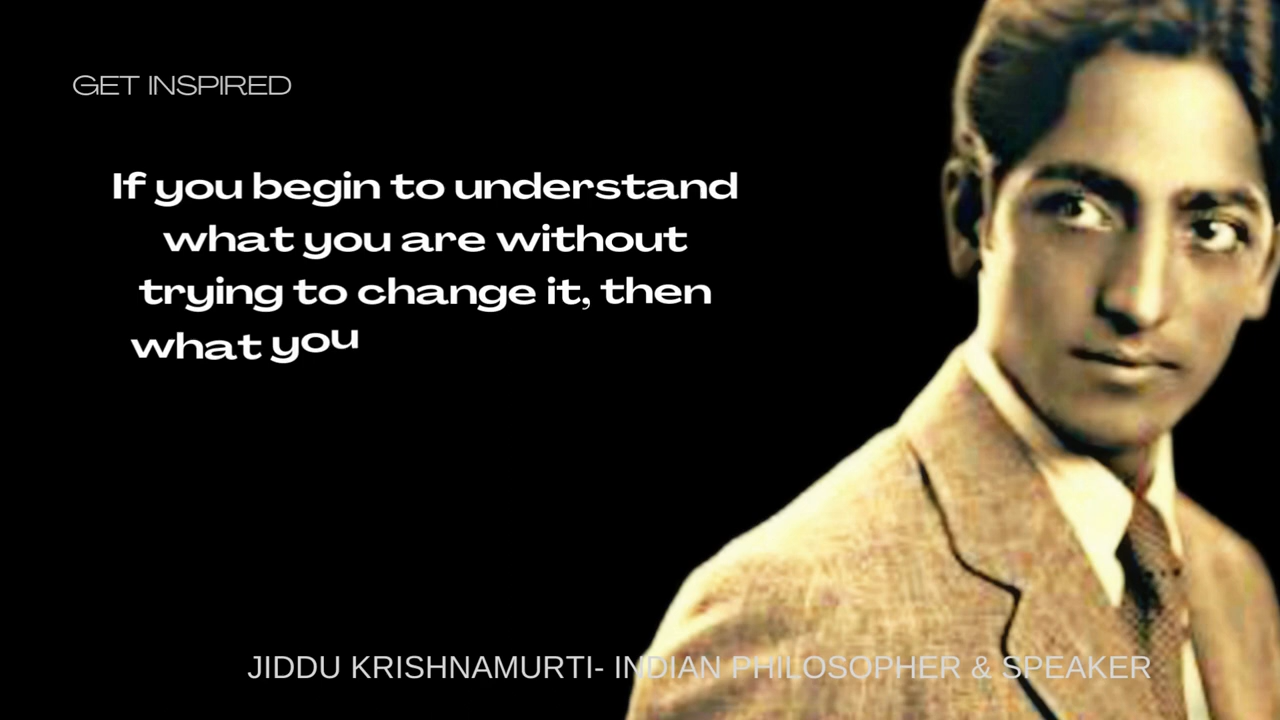 GET INSPIRED
If you begin to understand
what you are without
trying to change it, then
what you
JIDDU KRISHNAMURTI- INDIAN PHILOSOPHER & SPEAKER